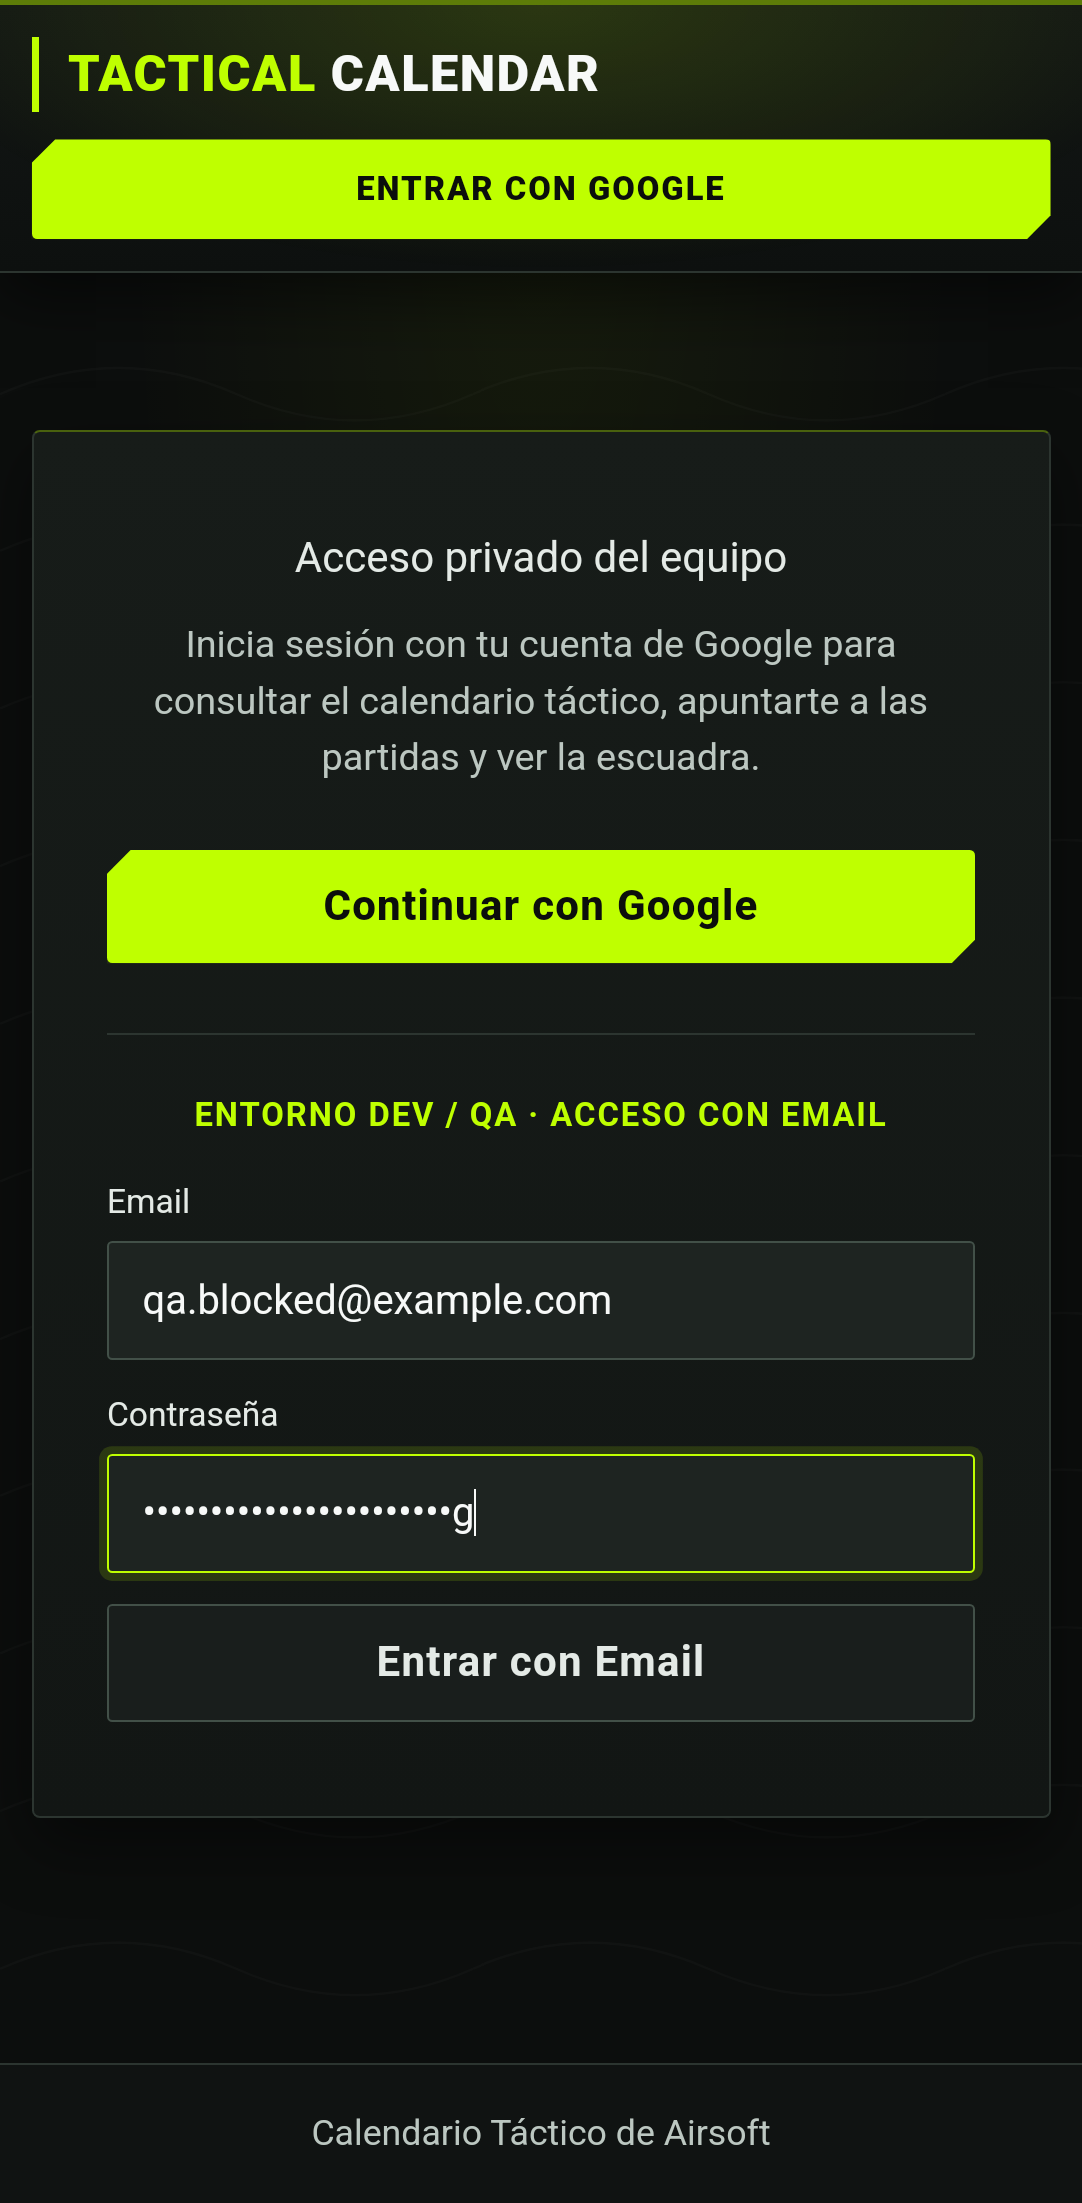 TACTICAL CALENDAR
ENTRAR CON GOOGLE
Acceso privado del equipo
Inicia sesión con tu cuenta de Google para
consultar el calendario táctico, apuntarte a las
partidas y ver la escuadra.
Continuar con Google
ENTORNO DEV / QA · ACCESO CON EMAIL
Email
qa.blocked@example.com
Contraseña
•••••••••••••••••••••••g
Entrar con Email
Calendario Táctico de Airsoft